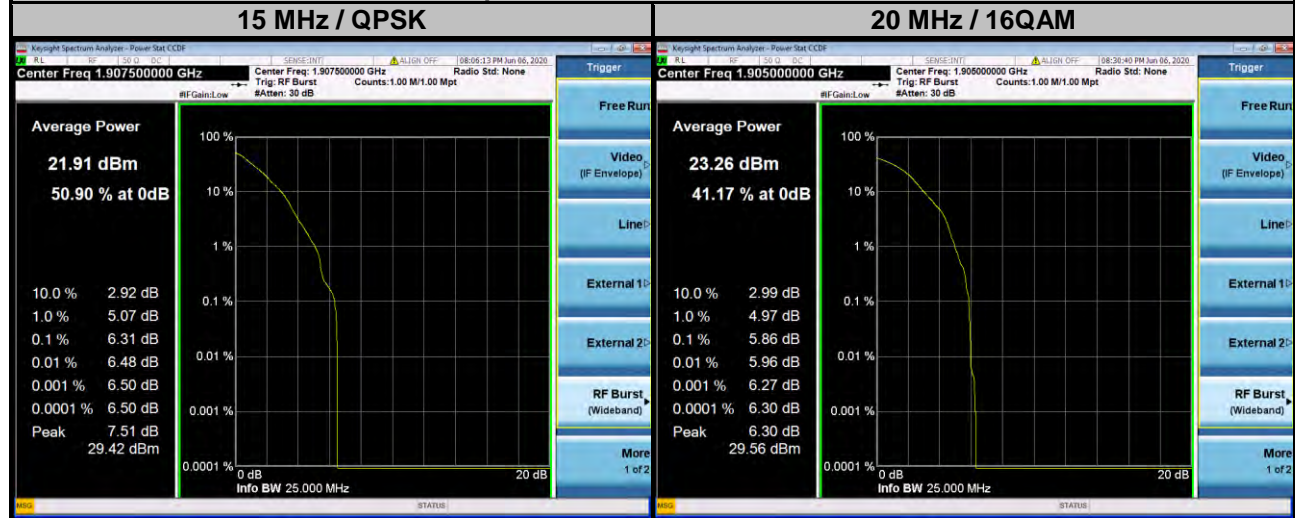 15 MHz / QPSK
Keysight Spectrum Analyzer - Power Stat CCDF
RL RF 50 Ω DC SENSE:INT ALIGN OFF 08:06:13 PM Jun 06, 2020
Center Freq 1.907500000 GHz
Center Freq: 1.907500000 GHz Radio Std: None
Trig: RF Burst Counts:1.00 M/1.00 Mpt
#IFGain:Low #Atten: 30 dB
Trigger
Average Power
21.91 dBm
50.90 % at 0dB
10.0 % 2.92 dB
1.0 % 5.07 dB
0.1 % 6.31 dB
0.01 % 6.48 dB
0.001 % 6.50 dB
0.0001 % 6.50 dB
Peak 7.51 dB
29.42 dBm
100 %
10 %
1 %
0.1 %
0.01 %
0.001 %
0.0001 %
0 dB 20 dB
Info BW 25.000 MHz
Free Run
Video
(IF Envelope)
Line
External 1
External 2
RF Burst
(Wideband)
More
1 of 2
MSG STATUS
20 MHz / 16QAM
Keysight Spectrum Analyzer - Power Stat CCDF
RL RF 50 Ω DC SENSE:INT ALIGN OFF 08:30:40 PM Jun 06, 2020
Center Freq 1.905000000 GHz
Center Freq: 1.905000000 GHz Radio Std: None
Trig: RF Burst Counts:1.00 M/1.00 Mpt
#IFGain:Low #Atten: 30 dB
Trigger
Average Power
23.26 dBm
41.17 % at 0dB
10.0 % 2.99 dB
1.0 % 4.97 dB
0.1 % 5.86 dB
0.01 % 5.96 dB
0.001 % 6.27 dB
0.0001 % 6.30 dB
Peak 6.30 dB
29.56 dBm
100 %
10 %
1 %
0.1 %
0.01 %
0.001 %
0.0001 %
0 dB 20 dB
Info BW 25.000 MHz
Free Run
Video
(IF Envelope)
Line
External 1
External 2
RF Burst
(Wideband)
More
1 of 2
MSG STATUS